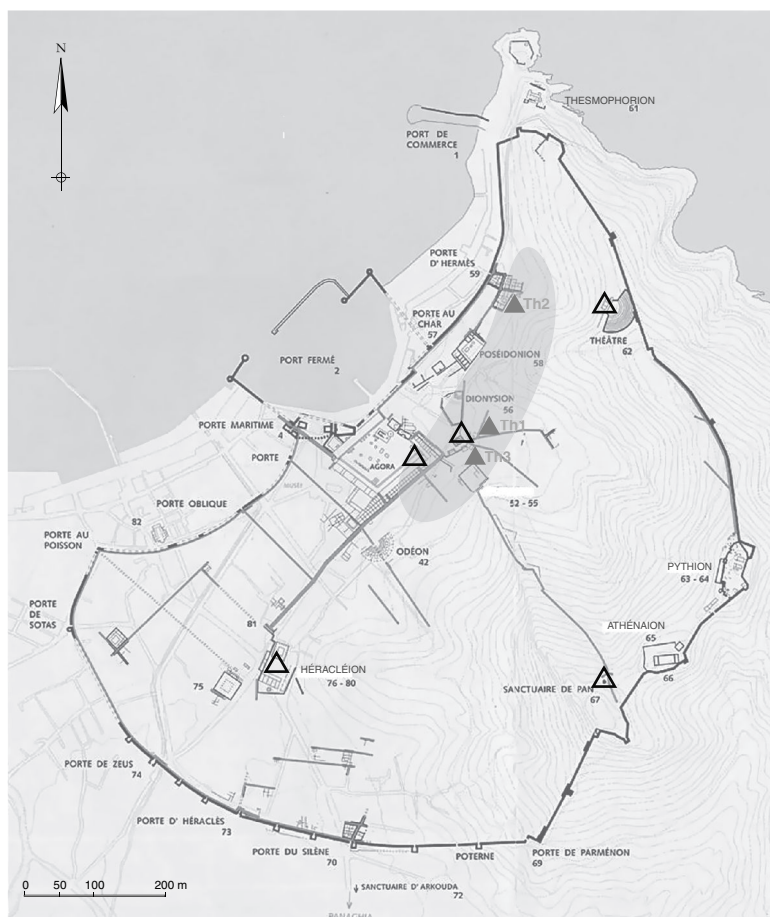 N
THESMOPHORION
61
PORT DE
COMMERCE
1
PORTE
D'HERMÈS
59
Th2
PORTE AU
CHAR
57
THÉÂTRE
62
POSÉIDONION
58
PORT FERMÉ
2
DIONYSION
56
Th1
PORTE MARITIME
4
Th3
PORTE
AGORA
MUSÉE
52 - 55
PORTE OBLIQUE
82
PORTE AU
POISSON
ODÉON
42
PYTHION
63 - 64
PORTE
DE
SOTAS
81
ATHÉNAION
65
66
HÉRACLÉION
76 - 80
75
SANCTUAIRE DE PAN
67
PORTE DE ZEUS
74
PORTE D' HÉRACLÈS
73
PORTE DU SILÈNE
70
POTERNE
PORTE DE PARMÉNON
69
0 50 100 200 m
SANCTUAIRE D'ARKOUDA
72
PANAGHIA